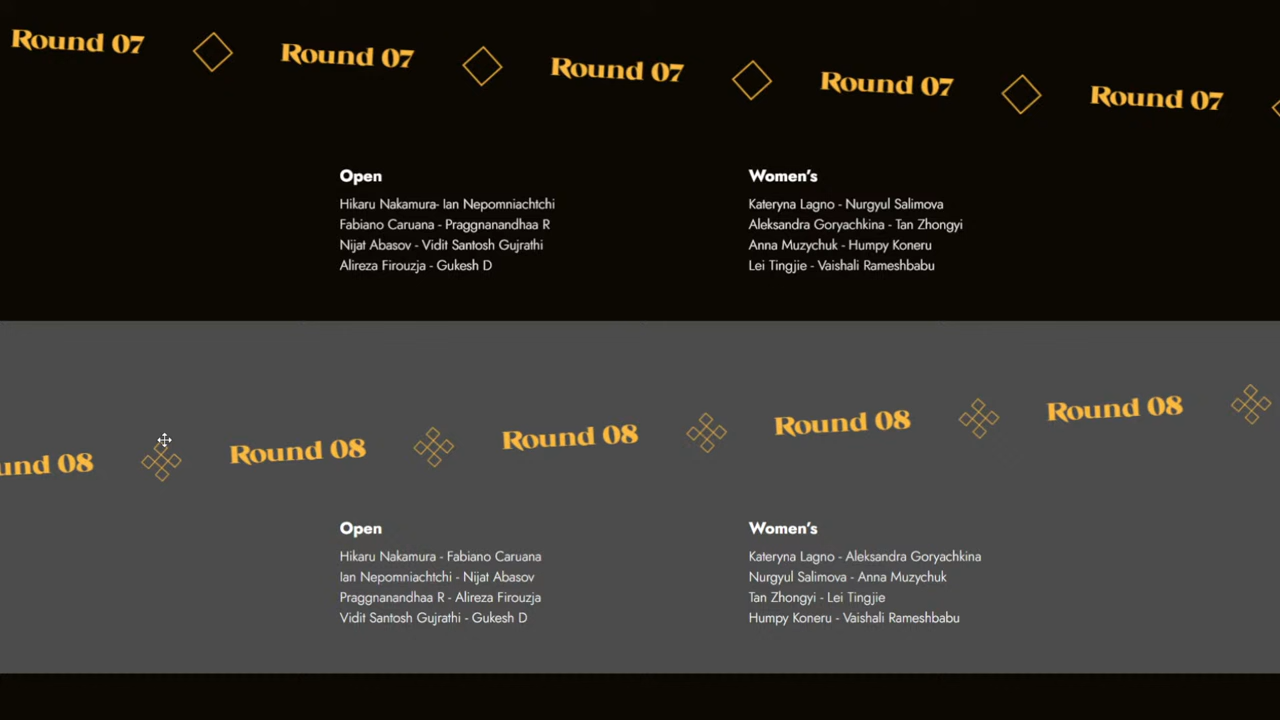 Round 07 Round 07 Round 07 Round 07 Round 07
Open
Hikaru Nakamura- Ian Nepomniachtchi
Fabiano Caruana - Praggnanandhaa R
Nijat Abasov - Vidit Santosh Gujrathi
Alireza Firouzja - Gukesh D
Women's
Kateryna Lagno - Nurgyul Salimova
Aleksandra Goryachkina - Tan Zhongyi
Anna Muzychuk - Humpy Koneru
Lei Tingjie - Vaishali Rameshbabu
und 08 Round 08 Round 08 Round 08 Round 08
Open
Hikaru Nakamura - Fabiano Caruana
Ian Nepomniachtchi - Nijat Abasov
Praggnanandhaa R - Alireza Firouzja
Vidit Santosh Gujrathi - Gukesh D
Women's
Kateryna Lagno - Aleksandra Goryachkina
Nurgyul Salimova - Anna Muzychuk
Tan Zhongyi - Lei Tingjie
Humpy Koneru - Vaishali Rameshbabu